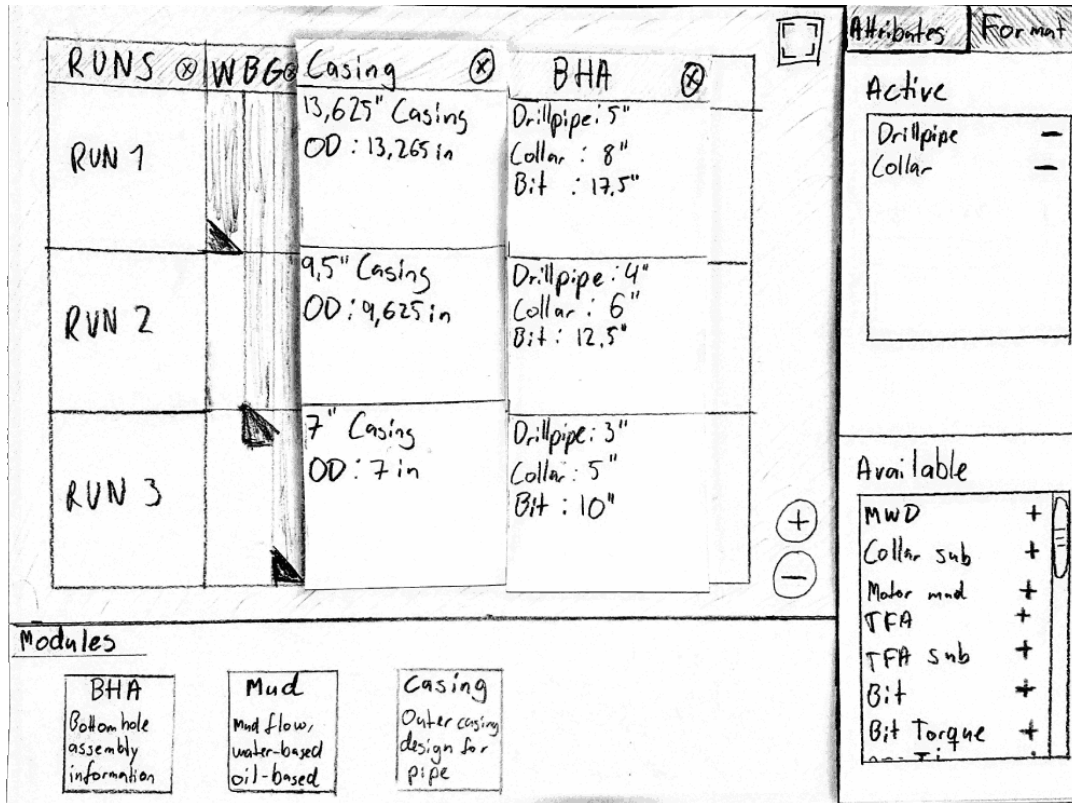 RUNS WBG Casing BHA
RUN 1
13,625" Casing
OD : 13,265 in
Drillpipe: 5"
Collar : 8"
Bit : 17,5"
RUN 2
9,5" Casing
OD : 9,625 in
Drillpipe: 4"
Collar : 6"
Bit : 12,5"
RUN 3
7" Casing
OD : 7 in
Drillpipe: 3"
Collar : 5"
Bit : 10"
Attributes Format
Active
Drillpipe −
Collar −
Available
MWD +
Collar sub +
Motor mud +
TFA +
TFA sub +
Bit +
Bit Torque +
Modules
BHA
Bottom hole
assembly
information
Mud
Mud flow,
water-based
oil-based
Casing
Outer casing
design for
pipe